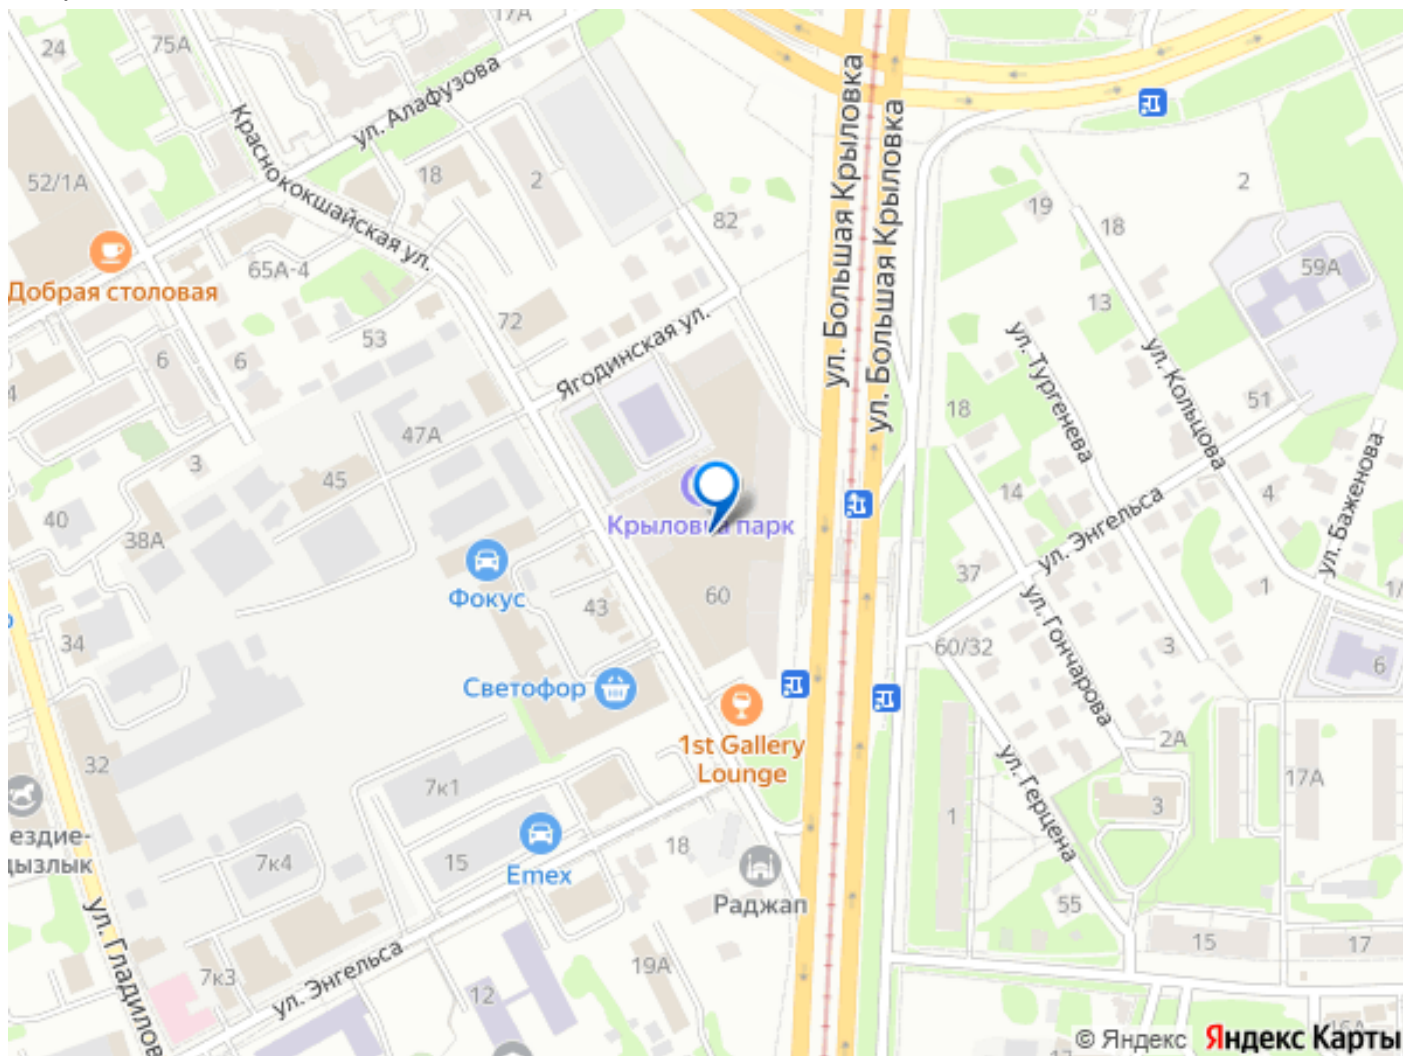 24
75А
17А
ул. Алафузова
Краснококшайская ул.
52/1А
18
2
82
65А-4
Добрая столовая
53
72
Ягодинская ул.
6
6
47А
3
45
40
38А
Крыловка парк
Фокус
43
60
34
Светофор
1st Gallery
Lounge
32
7к1
7к4
15
Emex
18
Раджап
7к3
ул. Энгельса
12
19А
ул. Большая Крыловка
ул. Большая Крыловка
19
18
2
59А
13
ул. Тургенева
ул. Кольцова
18
51
14
4
ул. Энгельса
ул. Баженова
37
1
60/32
ул. Гончарова
3
6
2А
17А
ул. Герцена
1
3
55
15
17
17
© Яндекс
Яндекс Карты